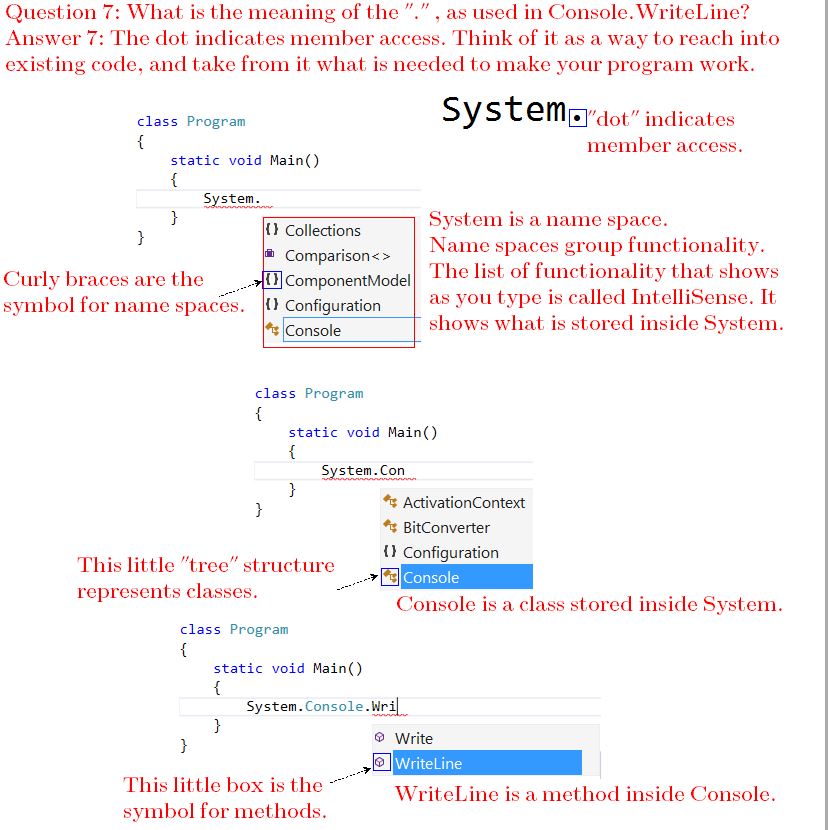 Question 7: What is the meaning of the "." , as used in Console.WriteLine?
Answer 7: The dot indicates member access. Think of it as a way to reach into
existing code, and take from it what is needed to make your program work.
System.
"dot" indicates
member access.
class Program
{
static void Main()
{
System.
}
}
{} Collections
Comparison<>
{} ComponentModel
{} Configuration
Console
Curly braces are the
symbol for name spaces.
System is a name space.
Name spaces group functionality.
The list of functionality that shows
as you type is called IntelliSense. It
shows what is stored inside System.
class Program
{
static void Main()
{
System.Con
}
}
ActivationContext
BitConverter
{} Configuration
Console
This little "tree" structure
represents classes.
Console is a class stored inside System.
class Program
{
static void Main()
{
System.Console.Wri
}
}
Write
WriteLine
This little box is the
symbol for methods.
WriteLine is a method inside Console.